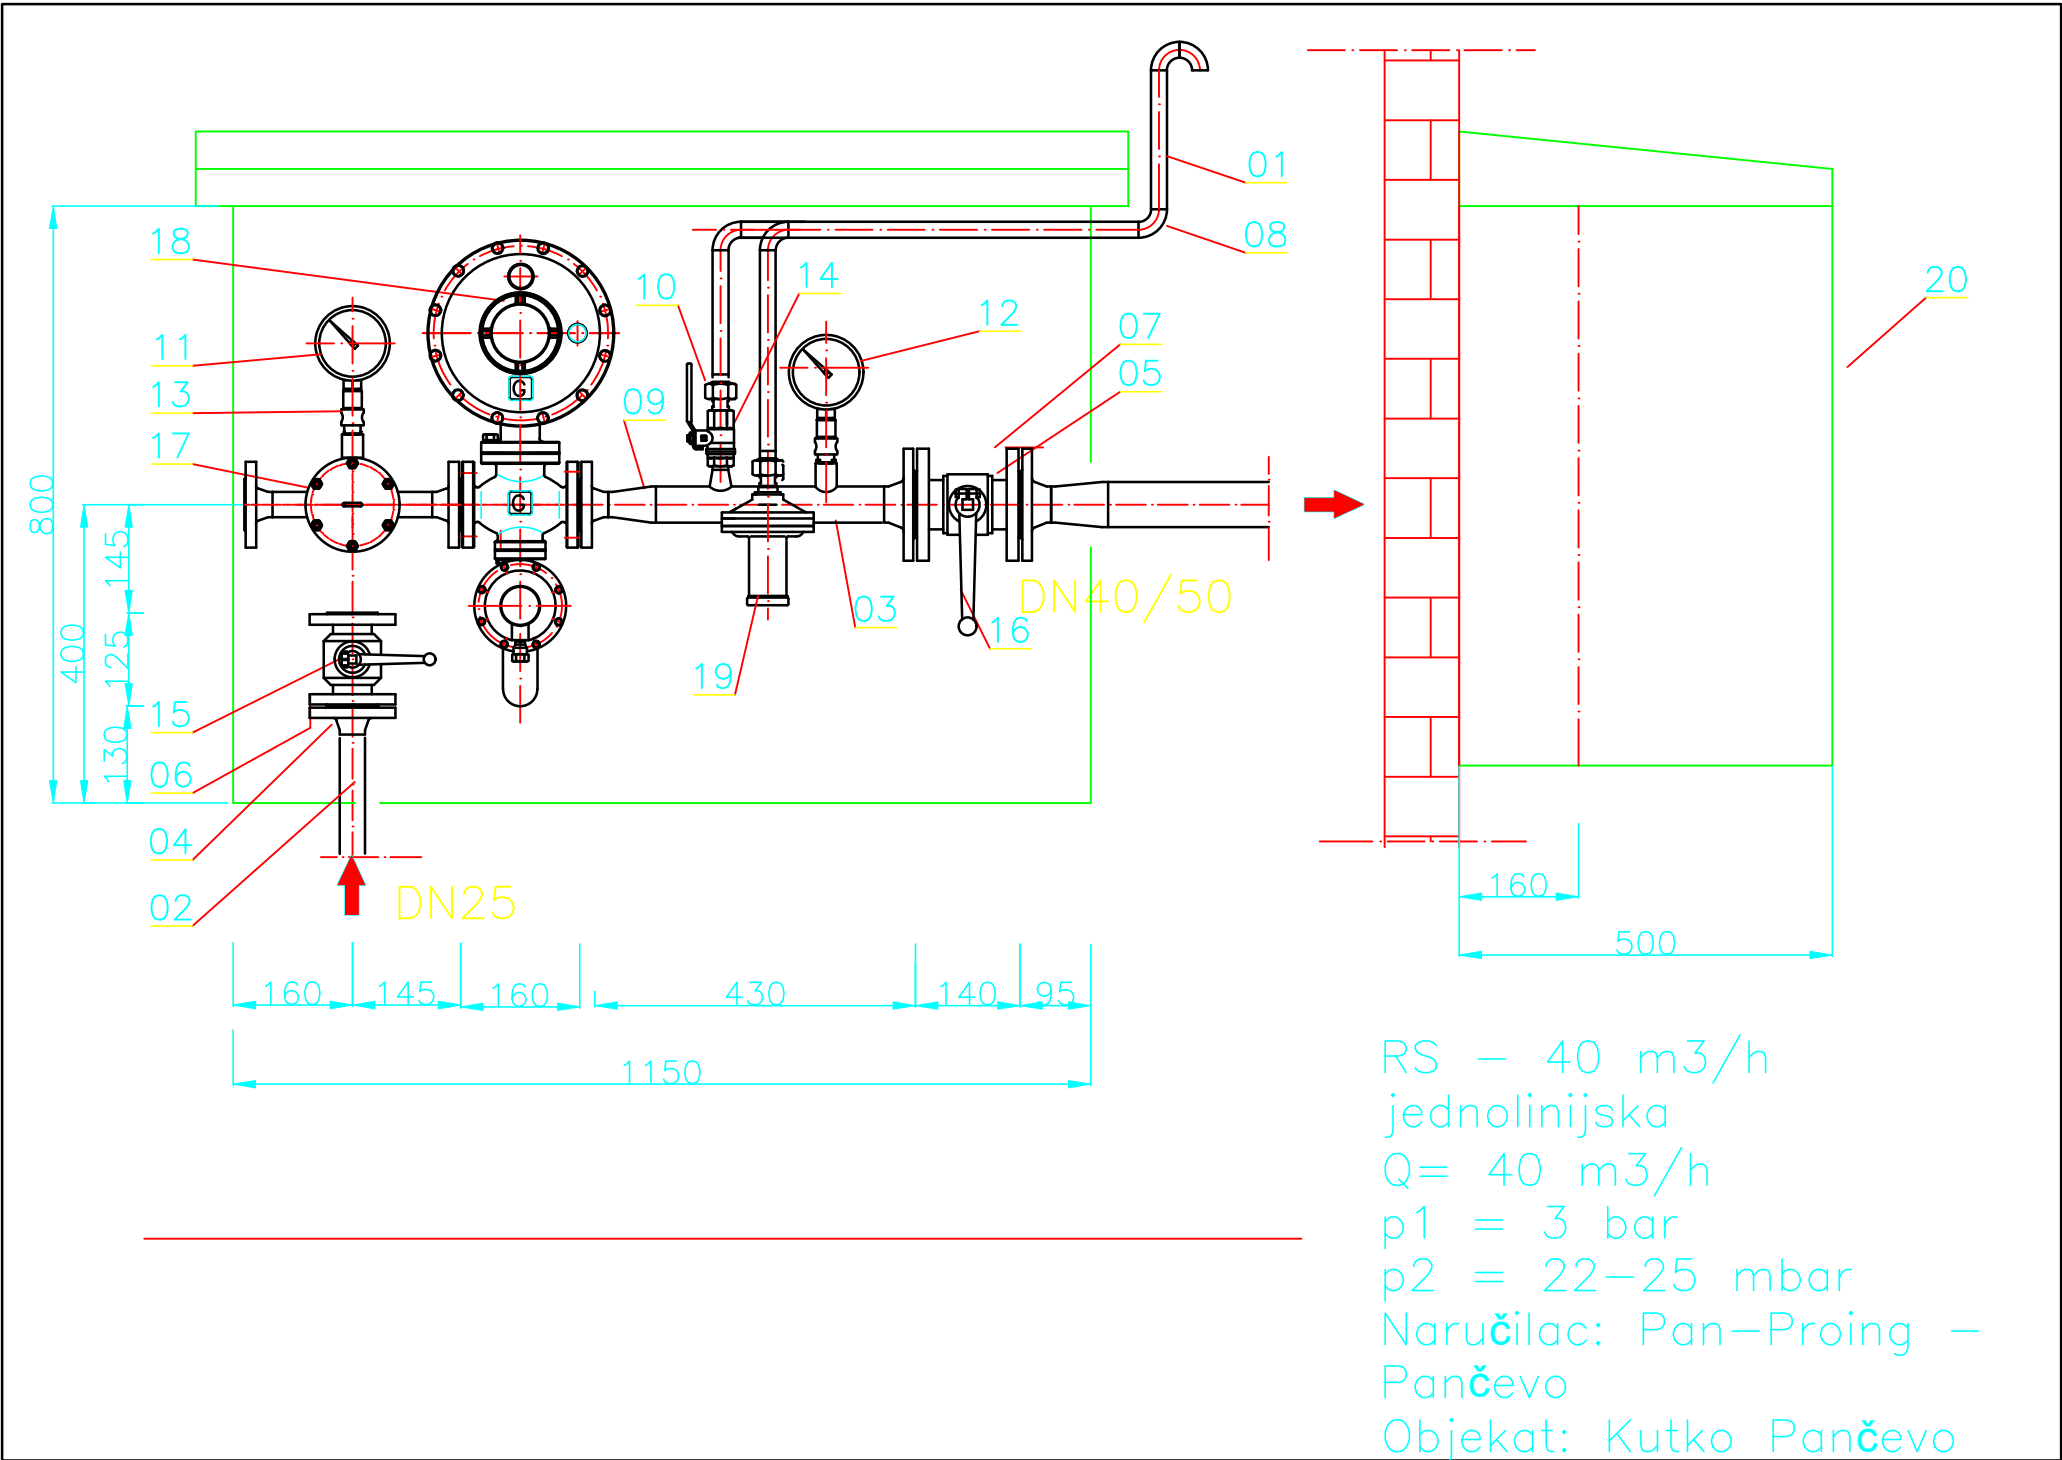 01
08
18
10
14
20
12
07
11
05
13
09
17
800
145
DN40/50
03
16
400
125
19
15
130
06
04
02
DN25
160
500
160
145
160
430
140
95
1150
G
G
RS - 40 m3/h
jednolinijska
Q= 40 m3/h
p1 = 3 bar
p2 = 22-25 mbar
Naručilac: Pan-Proing -
Pančevo
Objekat: Kutko Pančevo